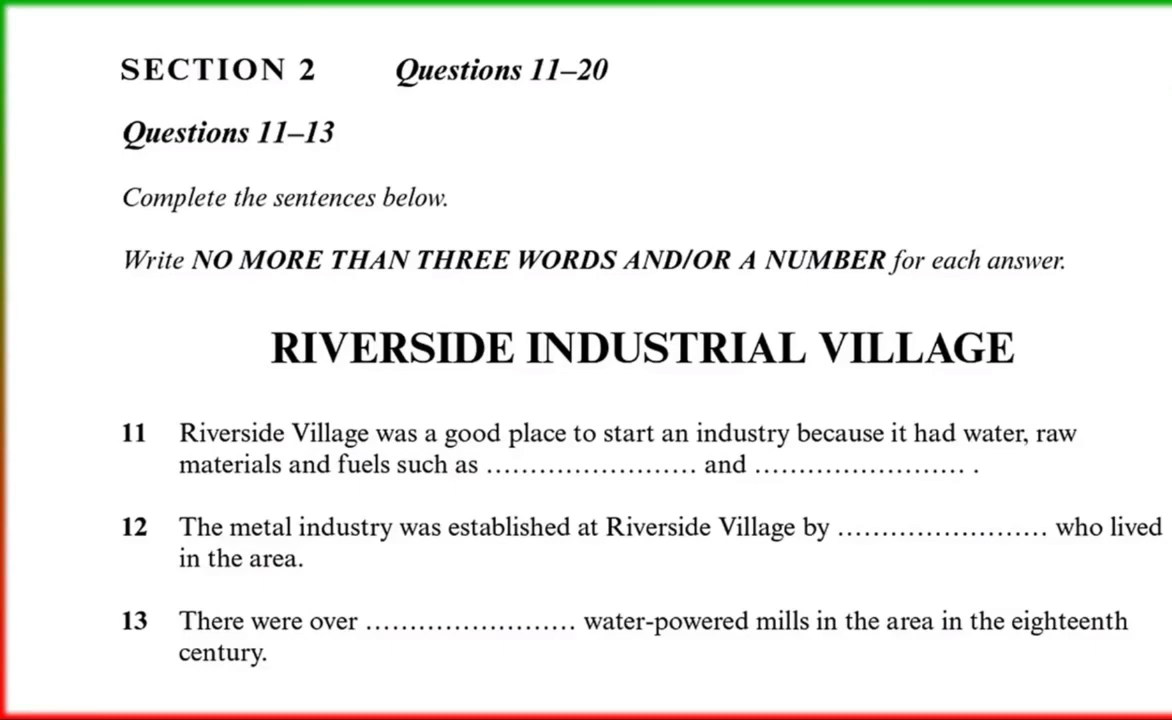 SECTION 2 Questions 11–20
Questions 11–13
Complete the sentences below.
Write NO MORE THAN THREE WORDS AND/OR A NUMBER for each answer.
RIVERSIDE INDUSTRIAL VILLAGE
11 Riverside Village was a good place to start an industry because it had water, raw
materials and fuels such as ........................ and ........................ .
12 The metal industry was established at Riverside Village by ........................ who lived
in the area.
13 There were over ........................ water-powered mills in the area in the eighteenth
century.